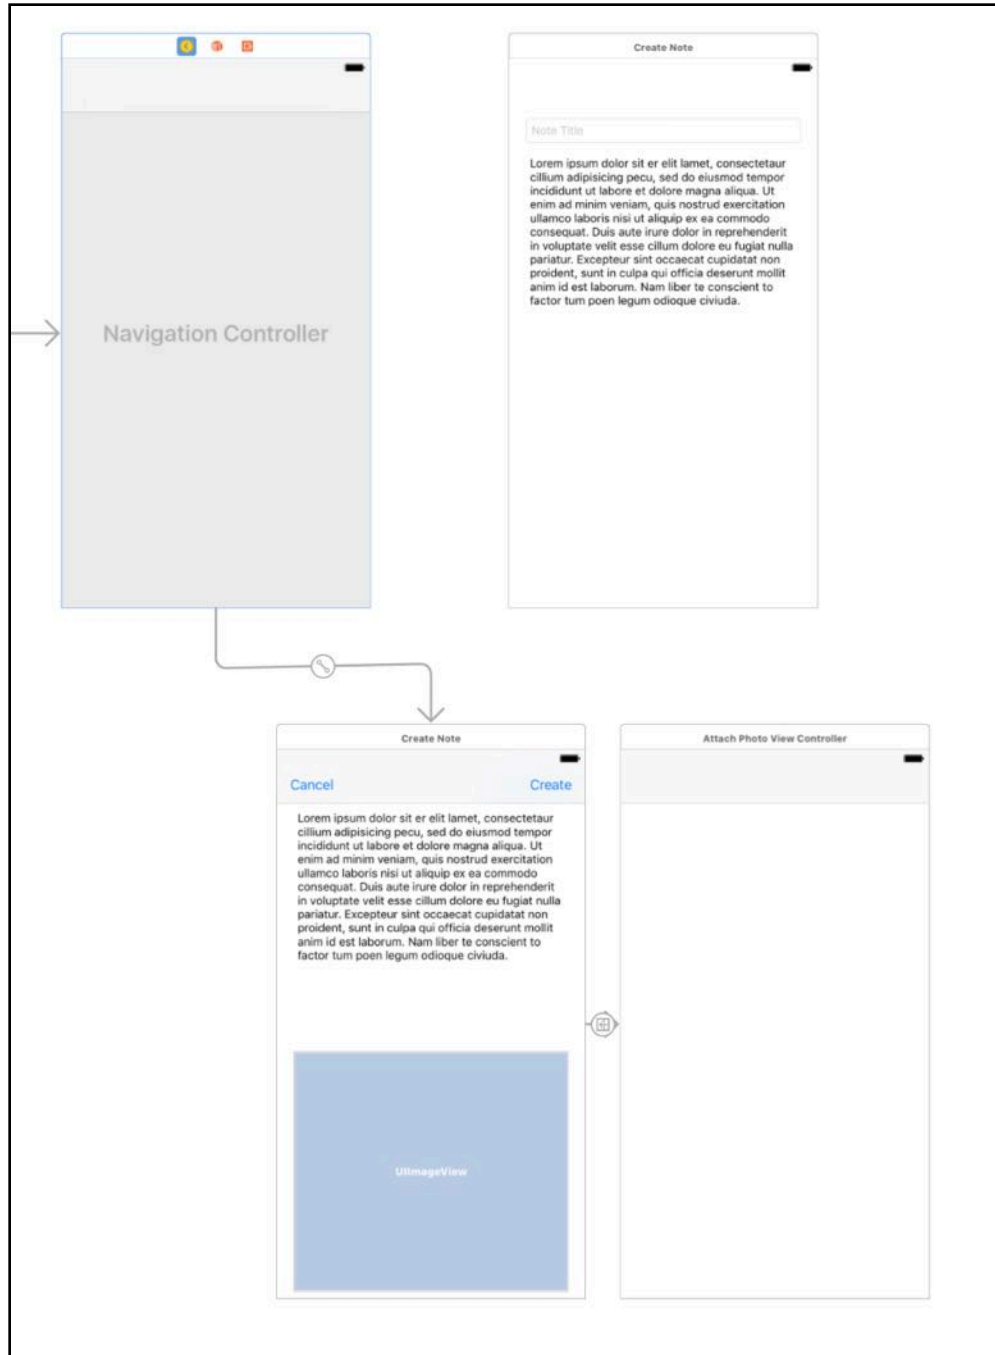 Create Note
Note Title
Lorem ipsum dolor sit er elit lamet, consectetaur
cillium adipisicing pecu, sed do eiusmod tempor
incididunt ut labore et dolore magna aliqua. Ut
enim ad minim veniam, quis nostrud exercitation
ullamco laboris nisi ut aliquip ex ea commodo
consequat. Duis aute irure dolor in reprehenderit
in voluptate velit esse cillum dolore eu fugiat nulla
pariatur. Excepteur sint occaecat cupidatat non
proident, sunt in culpa qui officia deserunt mollit
anim id est laborum. Nam liber te conscient to
factor tum poen legum odioque civiuda.
Navigation Controller
Create Note
Cancel
Create
Lorem ipsum dolor sit er elit lamet, consectetaur
cillium adipisicing pecu, sed do eiusmod tempor
incididunt ut labore et dolore magna aliqua. Ut
enim ad minim veniam, quis nostrud exercitation
ullamco laboris nisi ut aliquip ex ea commodo
consequat. Duis aute irure dolor in reprehenderit
in voluptate velit esse cillum dolore eu fugiat nulla
pariatur. Excepteur sint occaecat cupidatat non
proident, sunt in culpa qui officia deserunt mollit
anim id est laborum. Nam liber te conscient to
factor tum poen legum odioque civiuda.
UIImageView
Attach Photo View Controller